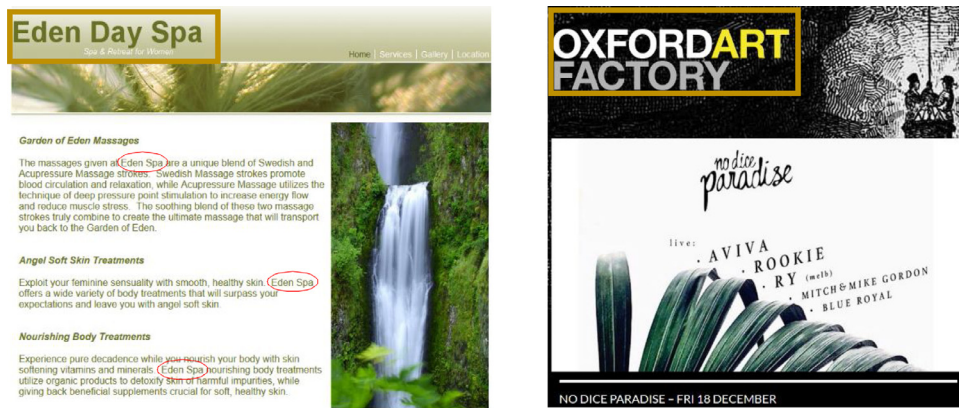 Eden Day Spa
Spa & Retreat for Women
Home | Services | Gallery | Location
Garden of Eden Massages
The massages given at Eden Spa are a unique blend of Swedish and
Acupressure Massage strokes. Swedish Massage strokes promote
blood circulation and relaxation, while Acupressure Massage utilizes the
technique of deep pressure point stimulation to increase energy flow
and reduce muscle stress. The soothing blend of these two massage
strokes truly combine to create the ultimate massage that will transport
you back to the Garden of Eden.
Angel Soft Skin Treatments
Exploit your feminine sensuality with smooth, healthy skin. Eden Spa
offers a wide variety of body treatments that will surpass your
expectations and leave you with angel soft skin.
Nourishing Body Treatments
Experience pure decadence while you nourish your body with skin
softening vitamins and minerals. Eden Spa nourishing body treatments
utilize organic products to detoxify skin of harmful impurities, while
giving back beneficial supplements crucial for soft, healthy skin.
OXFORDART
FACTORY
no dice
paradise
live:
· AVIVA
· ROOKIE
· RY (melb)
· MITCH & MIKE GORDON
· BLUE ROYAL
NO DICE PARADISE – FRI 18 DECEMBER